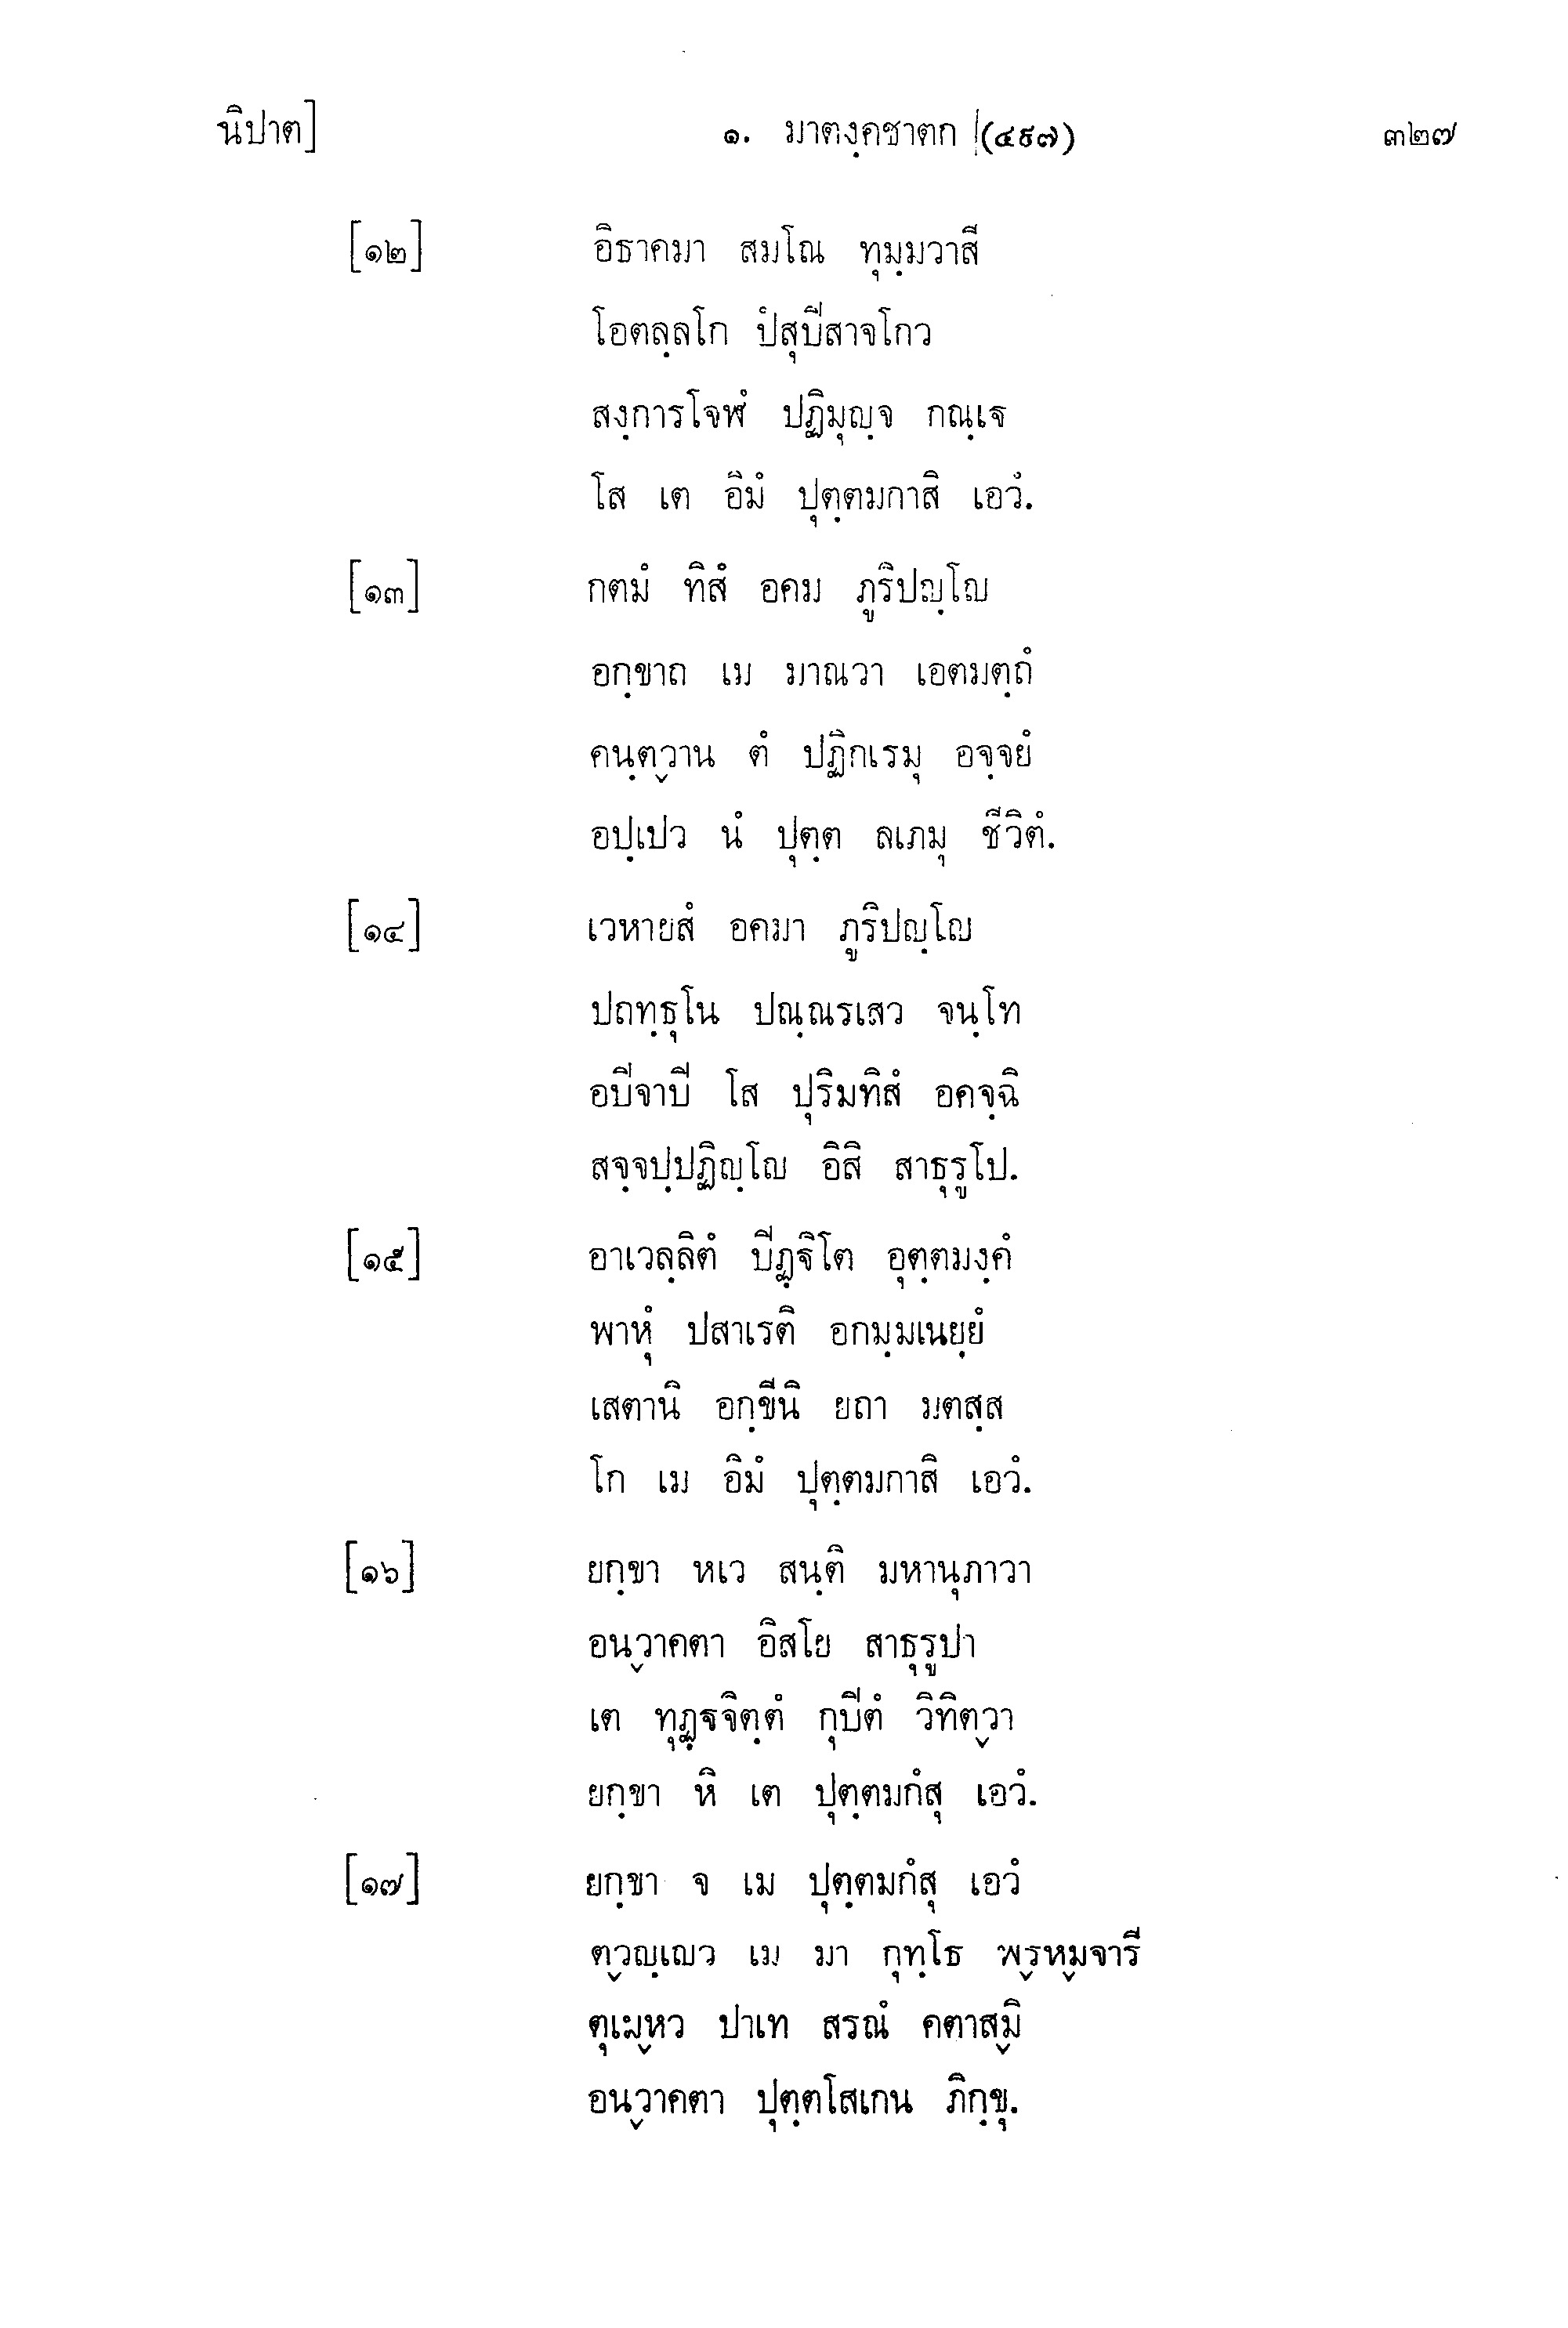 นิปาต] ๑. มาตงฺคชาตก (๔๙๗) ๓๒๗
[๑๒] อิธาคมา สมโณ ทุมฺมวาสี
โอตลฺลโก ปํสุปิสาจโกว
สงฺการโจฬํ ปฏิมุญฺจ กณฺเฐ
โส เต อิมํ ปุตฺตมกาสิ เอวํ.
[๑๓] กตมํ ทิสํ อคม ภูริปญฺโญ
อกฺขาถ เม มาณวา เอตมตฺถํ
คนฺตฺวาน ตํ ปฏิกเรมุ อจฺจยํ
อปฺเปว นํ ปุตฺต ลเภมุ ชีวิตํ.
[๑๔] เวหายสํ อคมา ภูริปญฺโญ
ปถทฺธุโน ปณฺณรเสว จนฺโท
อปิจาปิ โส ปุริมทิสํ อคจฺฉิ
สจฺจปฺปฏิญฺโญ อิสิ สาธุรูโป.
[๑๕] อาเวลฺลิตํ ปิฏฺฐิโต อุตฺตมงฺคํ
พาหุํ ปสาเรติ อกมฺมเนยฺยํ
เสตานิ อกฺขีนิ ยถา มตสฺส
โก เม อิมํ ปุตฺตมกาสิ เอวํ.
[๑๖] ยกฺขา หเว สนฺติ มหานุภาวา
อนฺวาคตา อิสโย สาธุรูปา
เต ทุฏฺฐจิตฺตํ กุปิตํ วิทิตฺวา
ยกฺขา หิ เต ปุตฺตมกํสุ เอวํ.
[๑๗] ยกฺขา จ เม ปุตฺตมกํสุ เอวํ
ตฺวญฺเญว เม มา กุทฺโธ พฺรหฺมจารี
ตุเมฺหว ปาเท สรณํ คตาสฺมิ
อนฺวาคตา ปุตฺตโสเกน ภิกฺขุ.